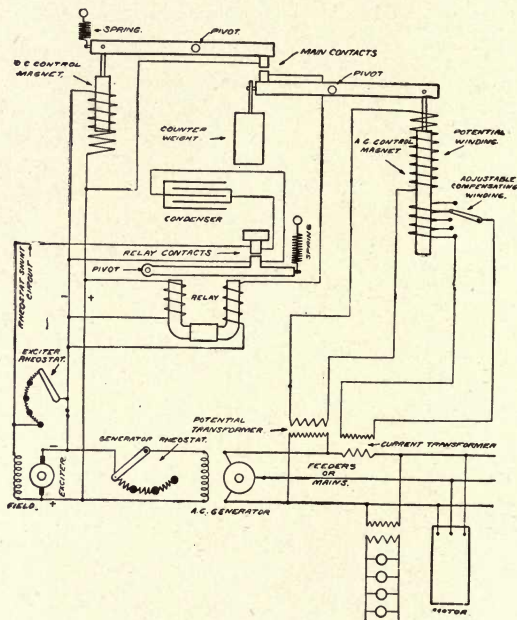 SPRING.
PIVOT.
MAIN CONTACTS
D C CONTROL
MAGNET.
PIVOT
COUNTER
WEIGHT.
A C CONTROL
MAGNET
POTENTIAL
WINDING.
ADJUSTABLE
COMPENSATING
WINDING.
CONDENSER
SPRING
RELAY CONTACTS
PIVOT
RHEOSTAT SHUNT
CIRCUIT
- +
RELAY
EXCITER
RHEOSTAT.
POTENTIAL
TRANSFORMER
GENERATOR RHEOSTAT.
CURRENT TRANSFORMER
-
EXCITER
FEEDERS
OR
MAINS.
FIELD.
+
A.C. GENERATOR
MOTOR.